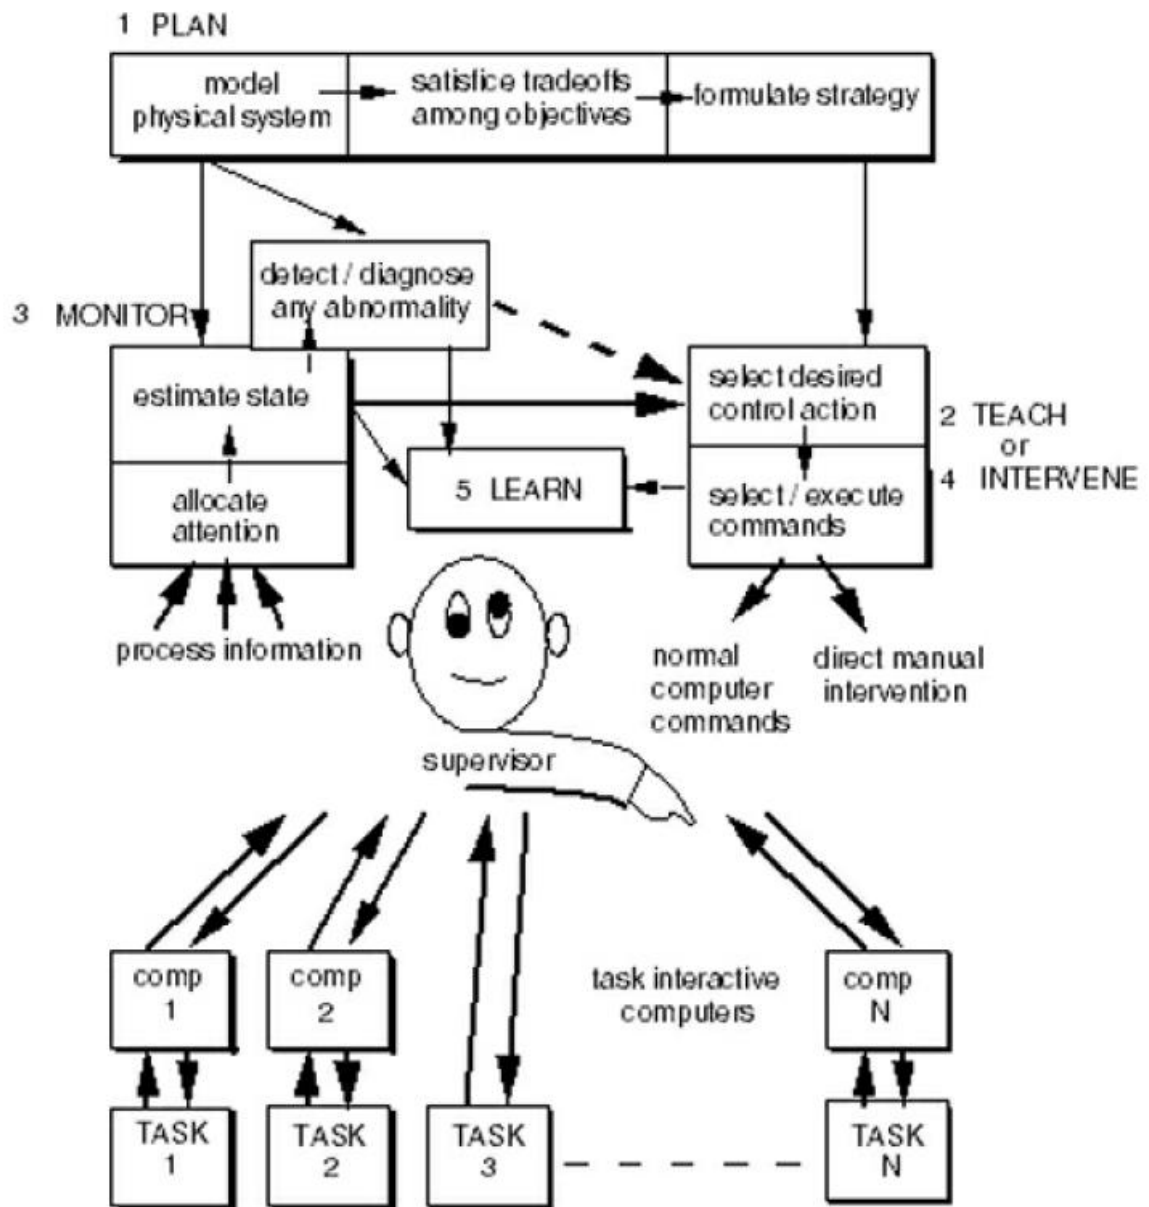 1 PLAN
model
physical system
satisfice tradeoffs
among objectives
formulate strategy
detect / diagnose
any abnormality
3 MONITOR
estimate state
allocate
attention
process information
5 LEARN
select desired
control action
select / execute
commands
2 TEACH
or
4 INTERVENE
normal
computer
commands
direct manual
intervention
supervisor
comp
1
comp
2
task interactive
computers
comp
N
TASK
1
TASK
2
TASK
3
TASK
N